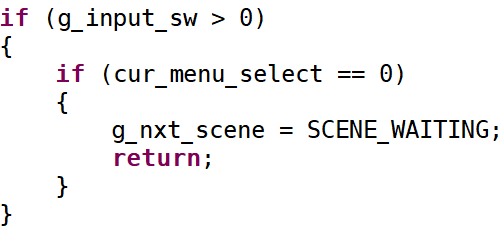 if (g_input_sw > 0)
{
    if (cur_menu_select == 0)
    {
        g_nxt_scene = SCENE_WAITING;
        return;
    }
}